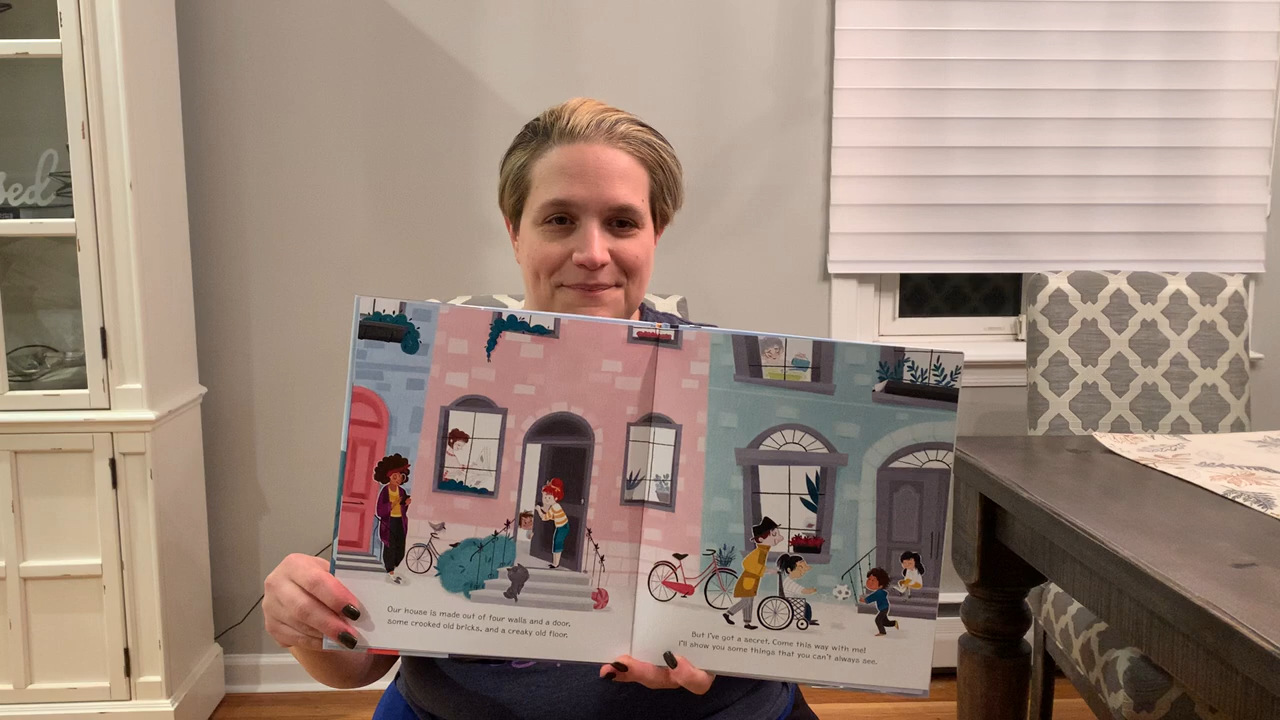 sed
Our house is made out of four walls and a door,
some crooked old bricks, and a creaky old floor.
But I've got a secret. Come this way with me!
I'll show you some things that you can't always see.